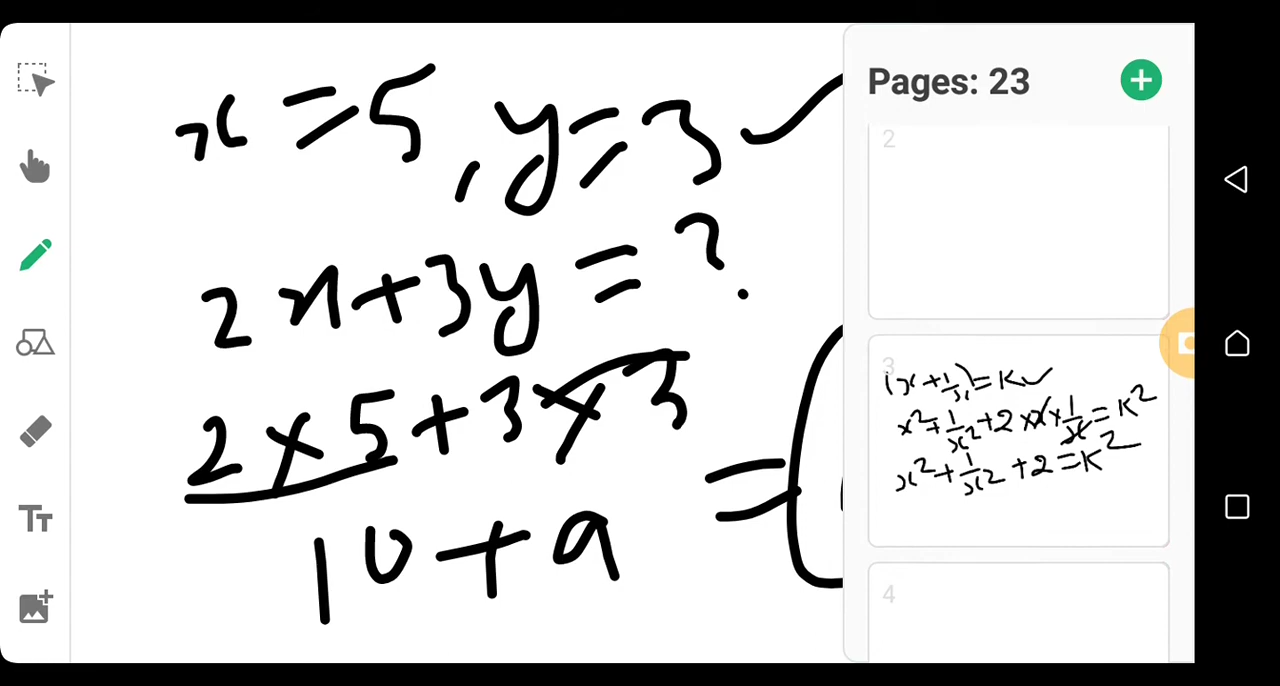 x = 5, y = 3
2x + 3y = ?
2 × 5 + 3 × 3
10 + 9 =
Tt
Pages: 23
2
3
(x + 1/x) = K
x² + 1/x² + 2 × x × 1/x = K²
x² + 1/x² + 2 = K²
4